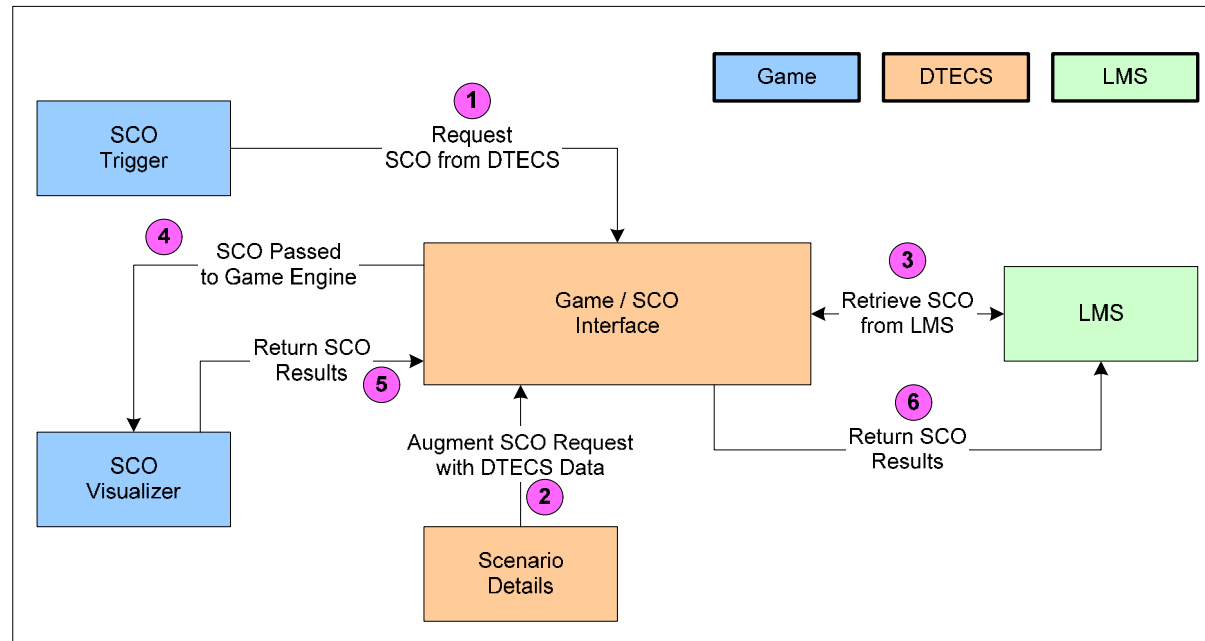 Game
DTECS
LMS
1
Request
SCO from DTECS
SCO
Trigger
4
SCO Passed
to Game Engine
Game / SCO
Interface
3
Retrieve SCO
from LMS
LMS
Return SCO
Results
5
6
Return SCO
Results
SCO
Visualizer
Augment SCO Request
with DTECS Data
2
Scenario
Details